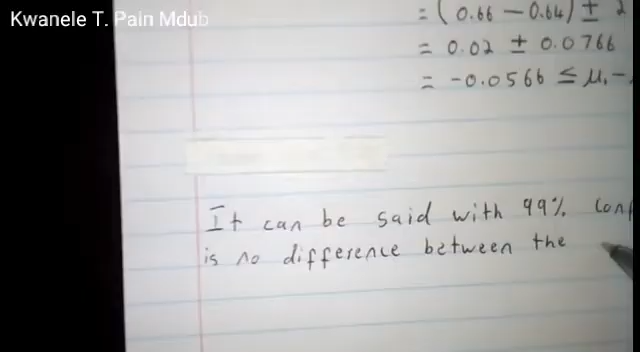 Kwanele T. Pain Mdub
= (0.66 - 0.64) ±
= 0.02 ± 0.0766
= -0.0566 ≤ μ₁ -
It can be said with 99% conf
is no difference between the